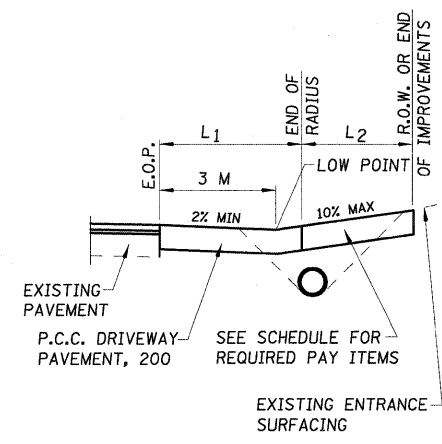 R.O.W. OR END
OF IMPROVEMENTS
END OF
RADIUS
E.O.P.
L1
L2
3 M
LOW POINT
2% MIN
10% MAX
EXISTING
PAVEMENT
P.C.C. DRIVEWAY
PAVEMENT, 200
SEE SCHEDULE FOR
REQUIRED PAY ITEMS
EXISTING ENTRANCE
SURFACING